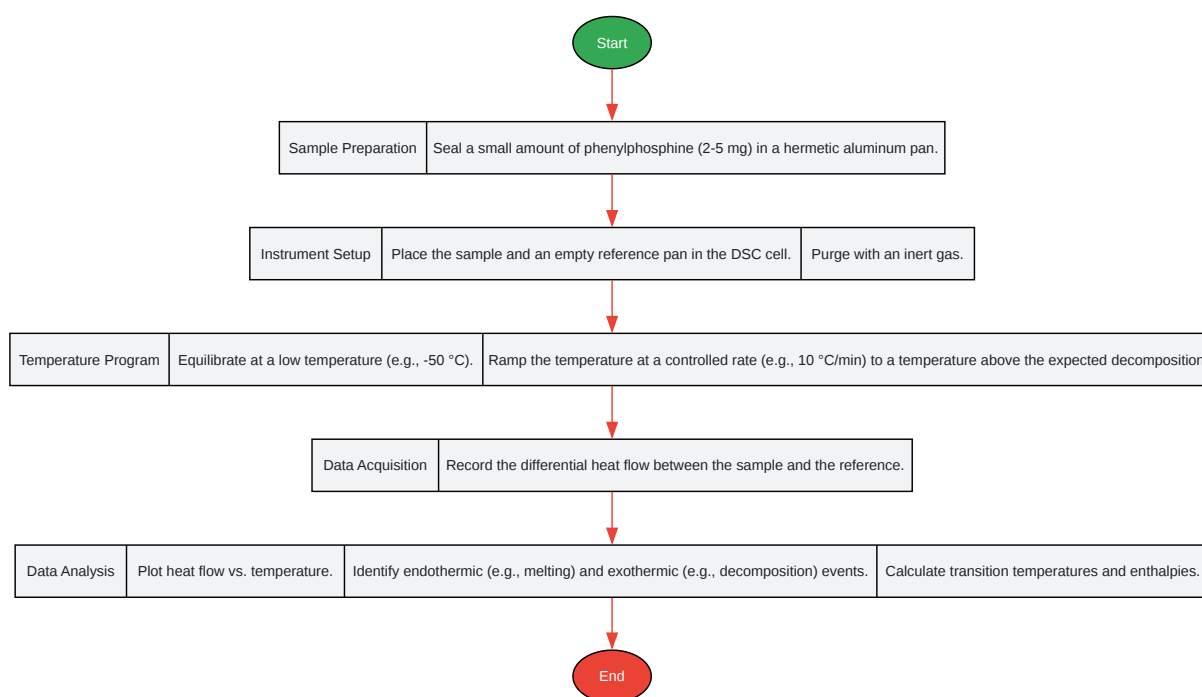 Start
Sample Preparation Seal a small amount of phenylphosphine (2-5 mg) in a hermetic aluminum pan.
Instrument Setup Place the sample and an empty reference pan in the DSC cell. Purge with an inert gas.
Temperature Program Equilibrate at a low temperature (e.g., -50 °C). Ramp the temperature at a controlled rate (e.g., 10 °C/min) to a temperature above the expected decomposition
Data Acquisition Record the differential heat flow between the sample and the reference.
Data Analysis Plot heat flow vs. temperature. Identify endothermic (e.g., melting) and exothermic (e.g., decomposition) events. Calculate transition temperatures and enthalpies.
End